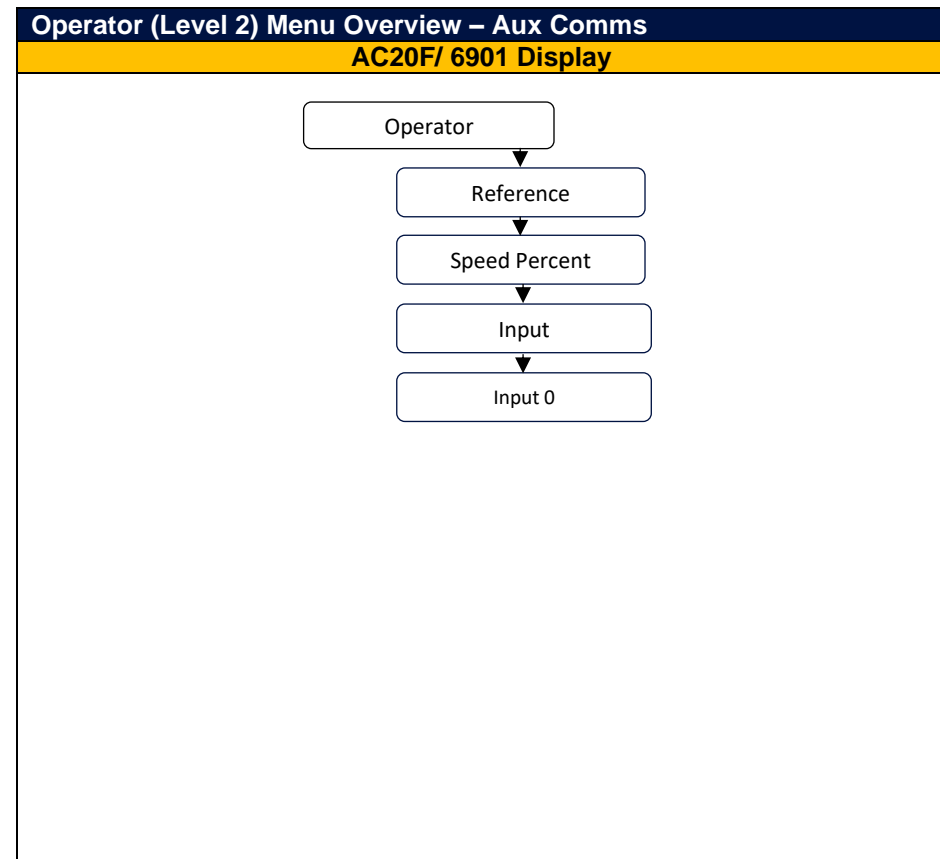 Operator (Level 2) Menu Overview – Aux Comms
AC20F/ 6901 Display
Operator
Reference
Speed Percent
Input
Input 0